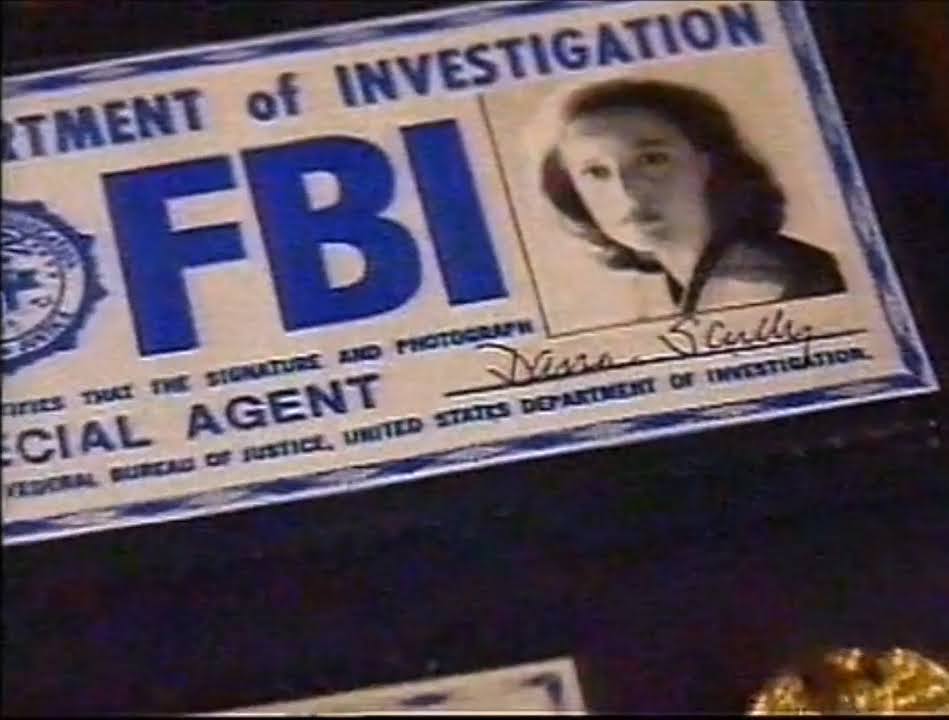 RTMENT of INVESTIGATION
FBI
TIFIES THAT THE SIGNATURE AND PHOTOGRAPH
Dana Scully
ECIAL AGENT
FEDERAL BUREAU OF JUSTICE, UNITED STATES DEPARTMENT OF INVESTIGATION.